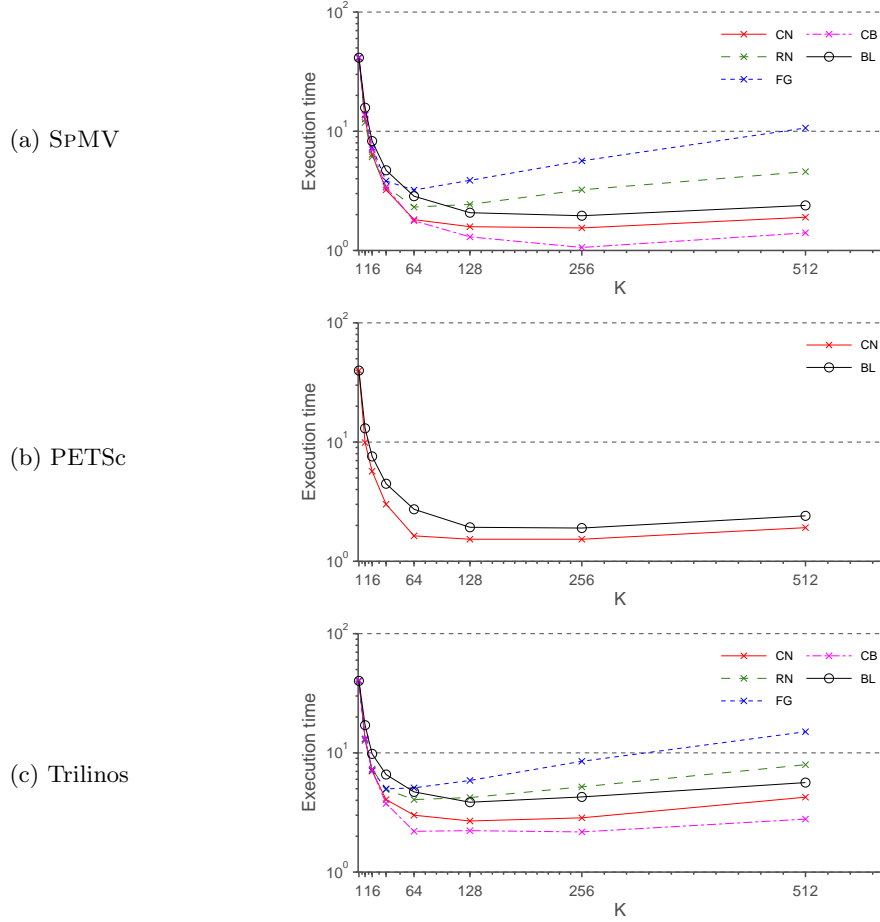 (a) SPMV
Execution time
10^2
10^1
10^0
CN
RN
FG
CB
BL
1 16 64 128 256 512
K
(b) PETSc
Execution time
10^2
10^1
10^0
CN
BL
1 16 64 128 256 512
K
(c) Trilinos
Execution time
10^2
10^1
10^0
CN
RN
FG
CB
BL
1 16 64 128 256 512
K